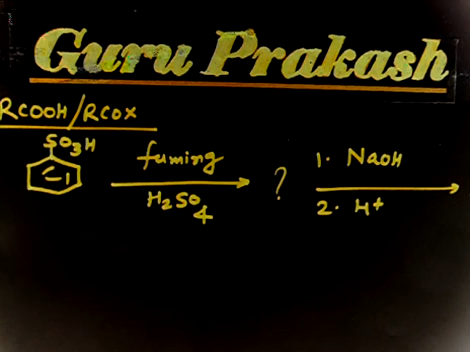 Guru Prakash
RCOOH/RCOX
SO3H
fuming
H2SO4
?
1. NaOH
2. H+